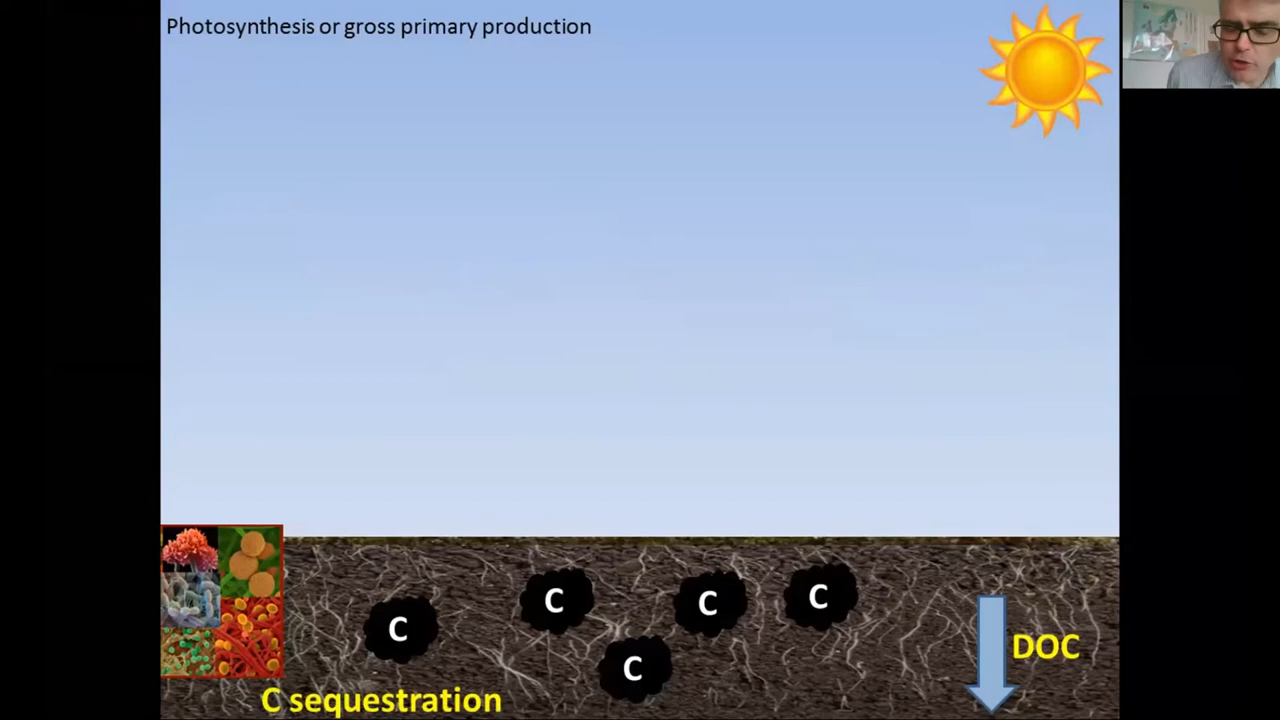 Photosynthesis or gross primary production
C
C
C
C
C
DOC
C sequestration